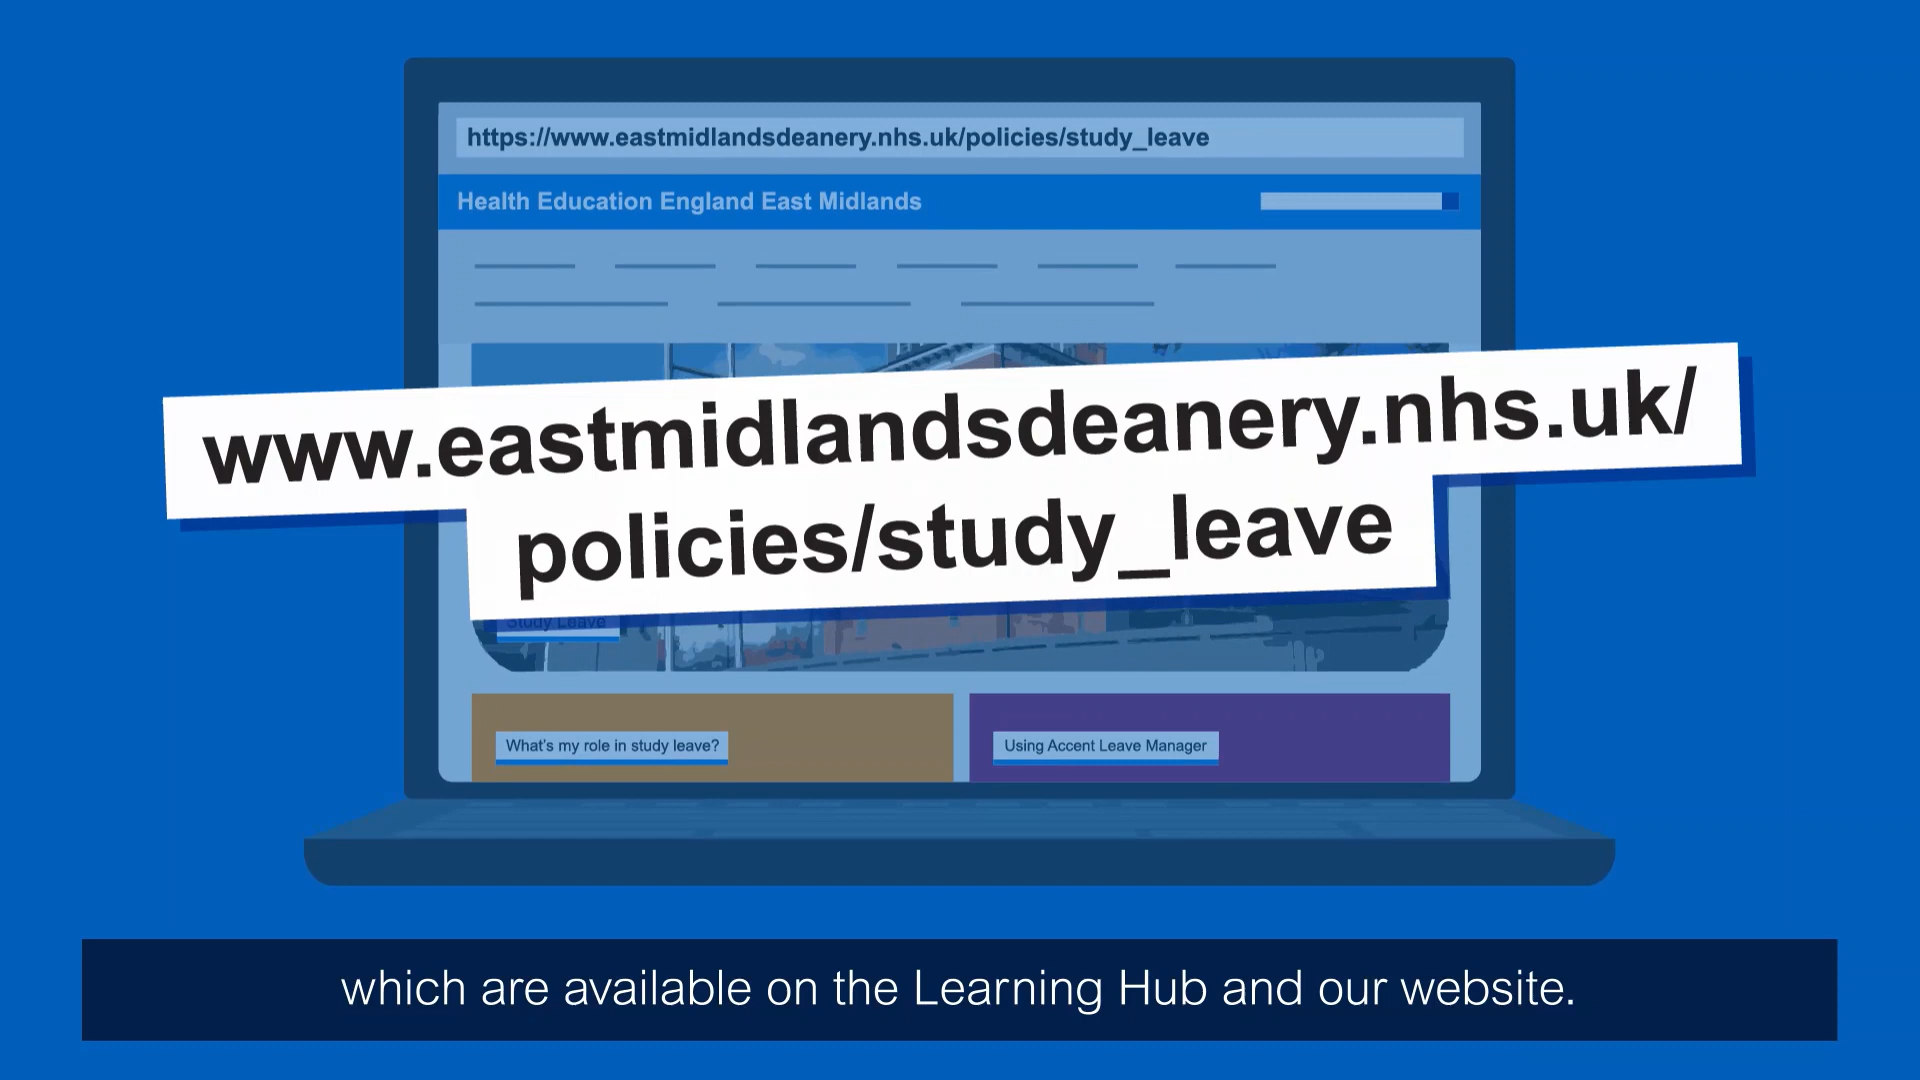 https://www.eastmidlandsdeanery.nhs.uk/policies/study_leave
Health Education England East Midlands
www.eastmidlandsdeanery.nhs.uk/
policies/study_leave
Study Leave
What's my role in study leave?
Using Accent Leave Manager
which are available on the Learning Hub and our website.